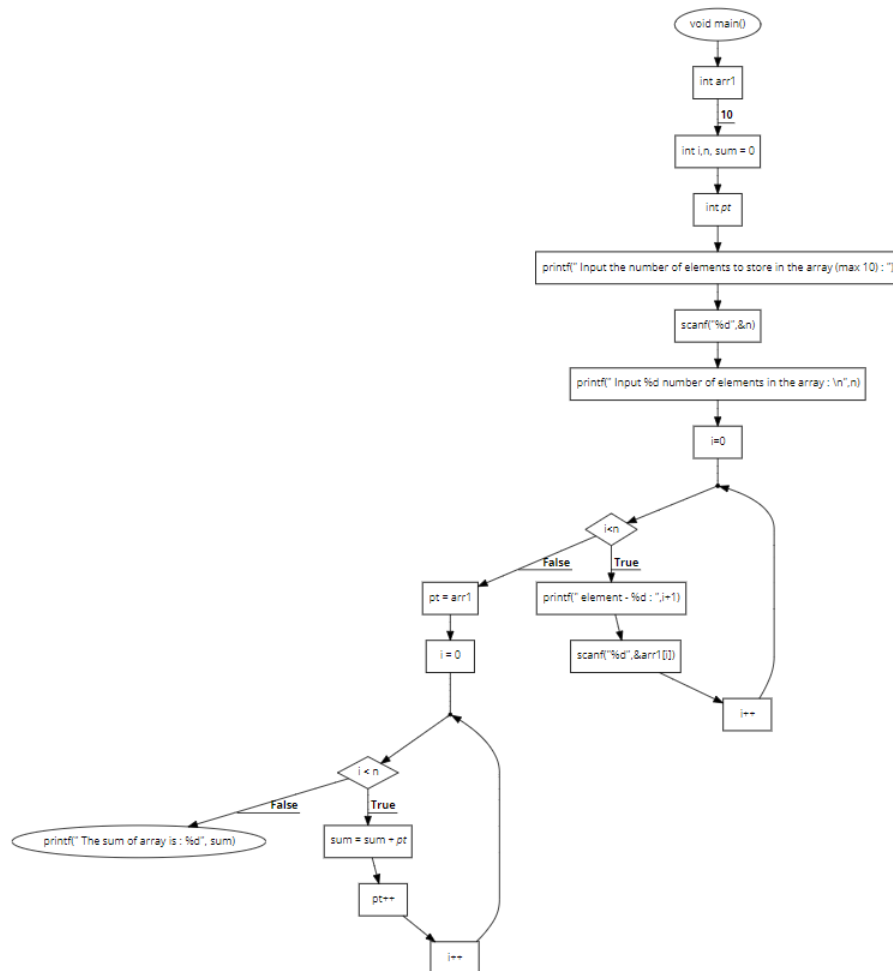 void main()
int arr1
10
int i,n, sum = 0
int pt
printf(" Input the number of elements to store in the array (max 10) : ")
scanf("%d",&n)
printf(" Input %d number of elements in the array : \n",n)
i=0
i<n
False
True
pt = arr1
printf(" element - %d : ",i+1)
i = 0
scanf("%d",&arr1[i])
i++
i < n
False
True
printf(" The sum of array is : %d", sum)
sum = sum + pt
pt++
i++